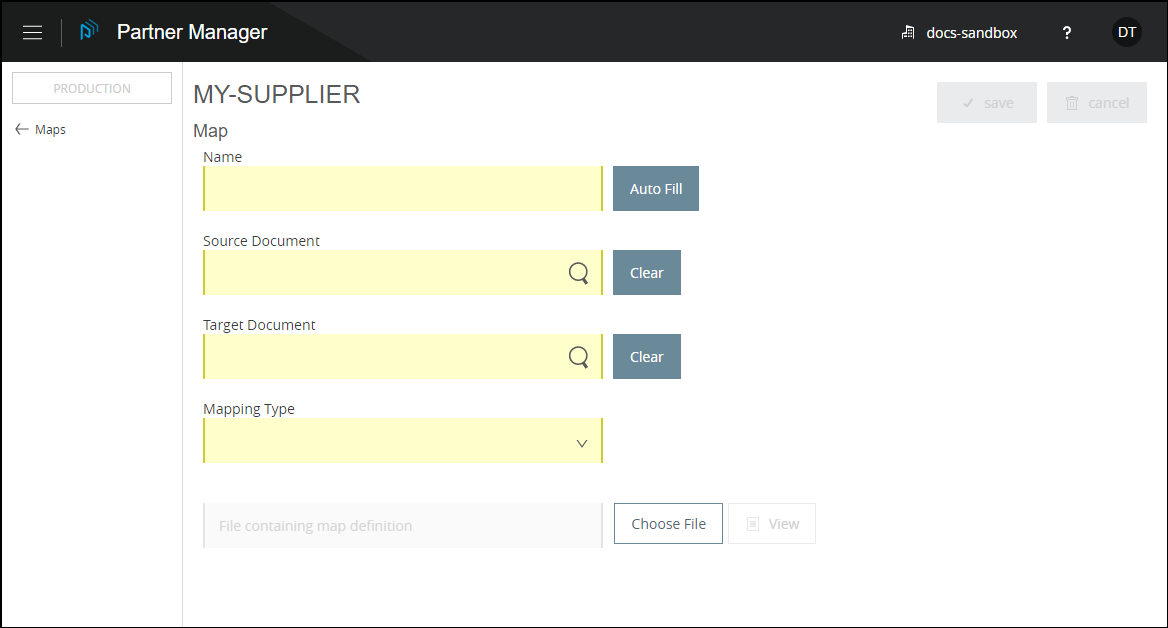 Partner Manager
docs-sandbox
?
DT
PRODUCTION
Maps
MY-SUPPLIER
save
cancel
Map
Name
Auto Fill
Source Document
Clear
Target Document
Clear
Mapping Type
File containing map definition
Choose File
View